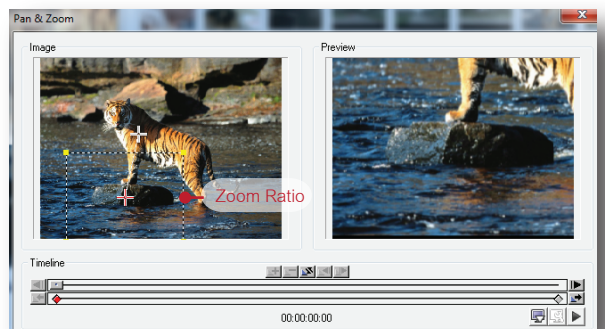 Pan & Zoom
Image
Preview
Zoom Ratio
Timeline
00:00:00:00